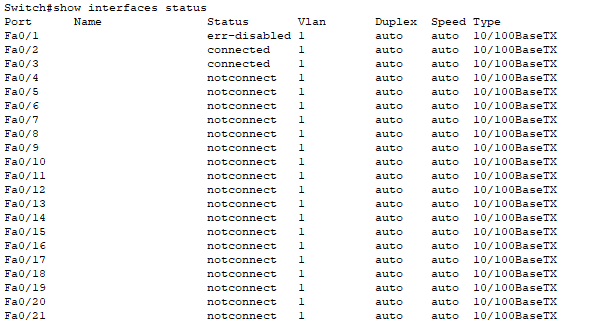 Switch#show interfaces status
Port Name Status Vlan Duplex Speed Type
Fa0/1 err-disabled 1 auto auto 10/100BaseTX
Fa0/2 connected 1 auto auto 10/100BaseTX
Fa0/3 connected 1 auto auto 10/100BaseTX
Fa0/4 notconnect 1 auto auto 10/100BaseTX
Fa0/5 notconnect 1 auto auto 10/100BaseTX
Fa0/6 notconnect 1 auto auto 10/100BaseTX
Fa0/7 notconnect 1 auto auto 10/100BaseTX
Fa0/8 notconnect 1 auto auto 10/100BaseTX
Fa0/9 notconnect 1 auto auto 10/100BaseTX
Fa0/10 notconnect 1 auto auto 10/100BaseTX
Fa0/11 notconnect 1 auto auto 10/100BaseTX
Fa0/12 notconnect 1 auto auto 10/100BaseTX
Fa0/13 notconnect 1 auto auto 10/100BaseTX
Fa0/14 notconnect 1 auto auto 10/100BaseTX
Fa0/15 notconnect 1 auto auto 10/100BaseTX
Fa0/16 notconnect 1 auto auto 10/100BaseTX
Fa0/17 notconnect 1 auto auto 10/100BaseTX
Fa0/18 notconnect 1 auto auto 10/100BaseTX
Fa0/19 notconnect 1 auto auto 10/100BaseTX
Fa0/20 notconnect 1 auto auto 10/100BaseTX
Fa0/21 notconnect 1 auto auto 10/100BaseTX